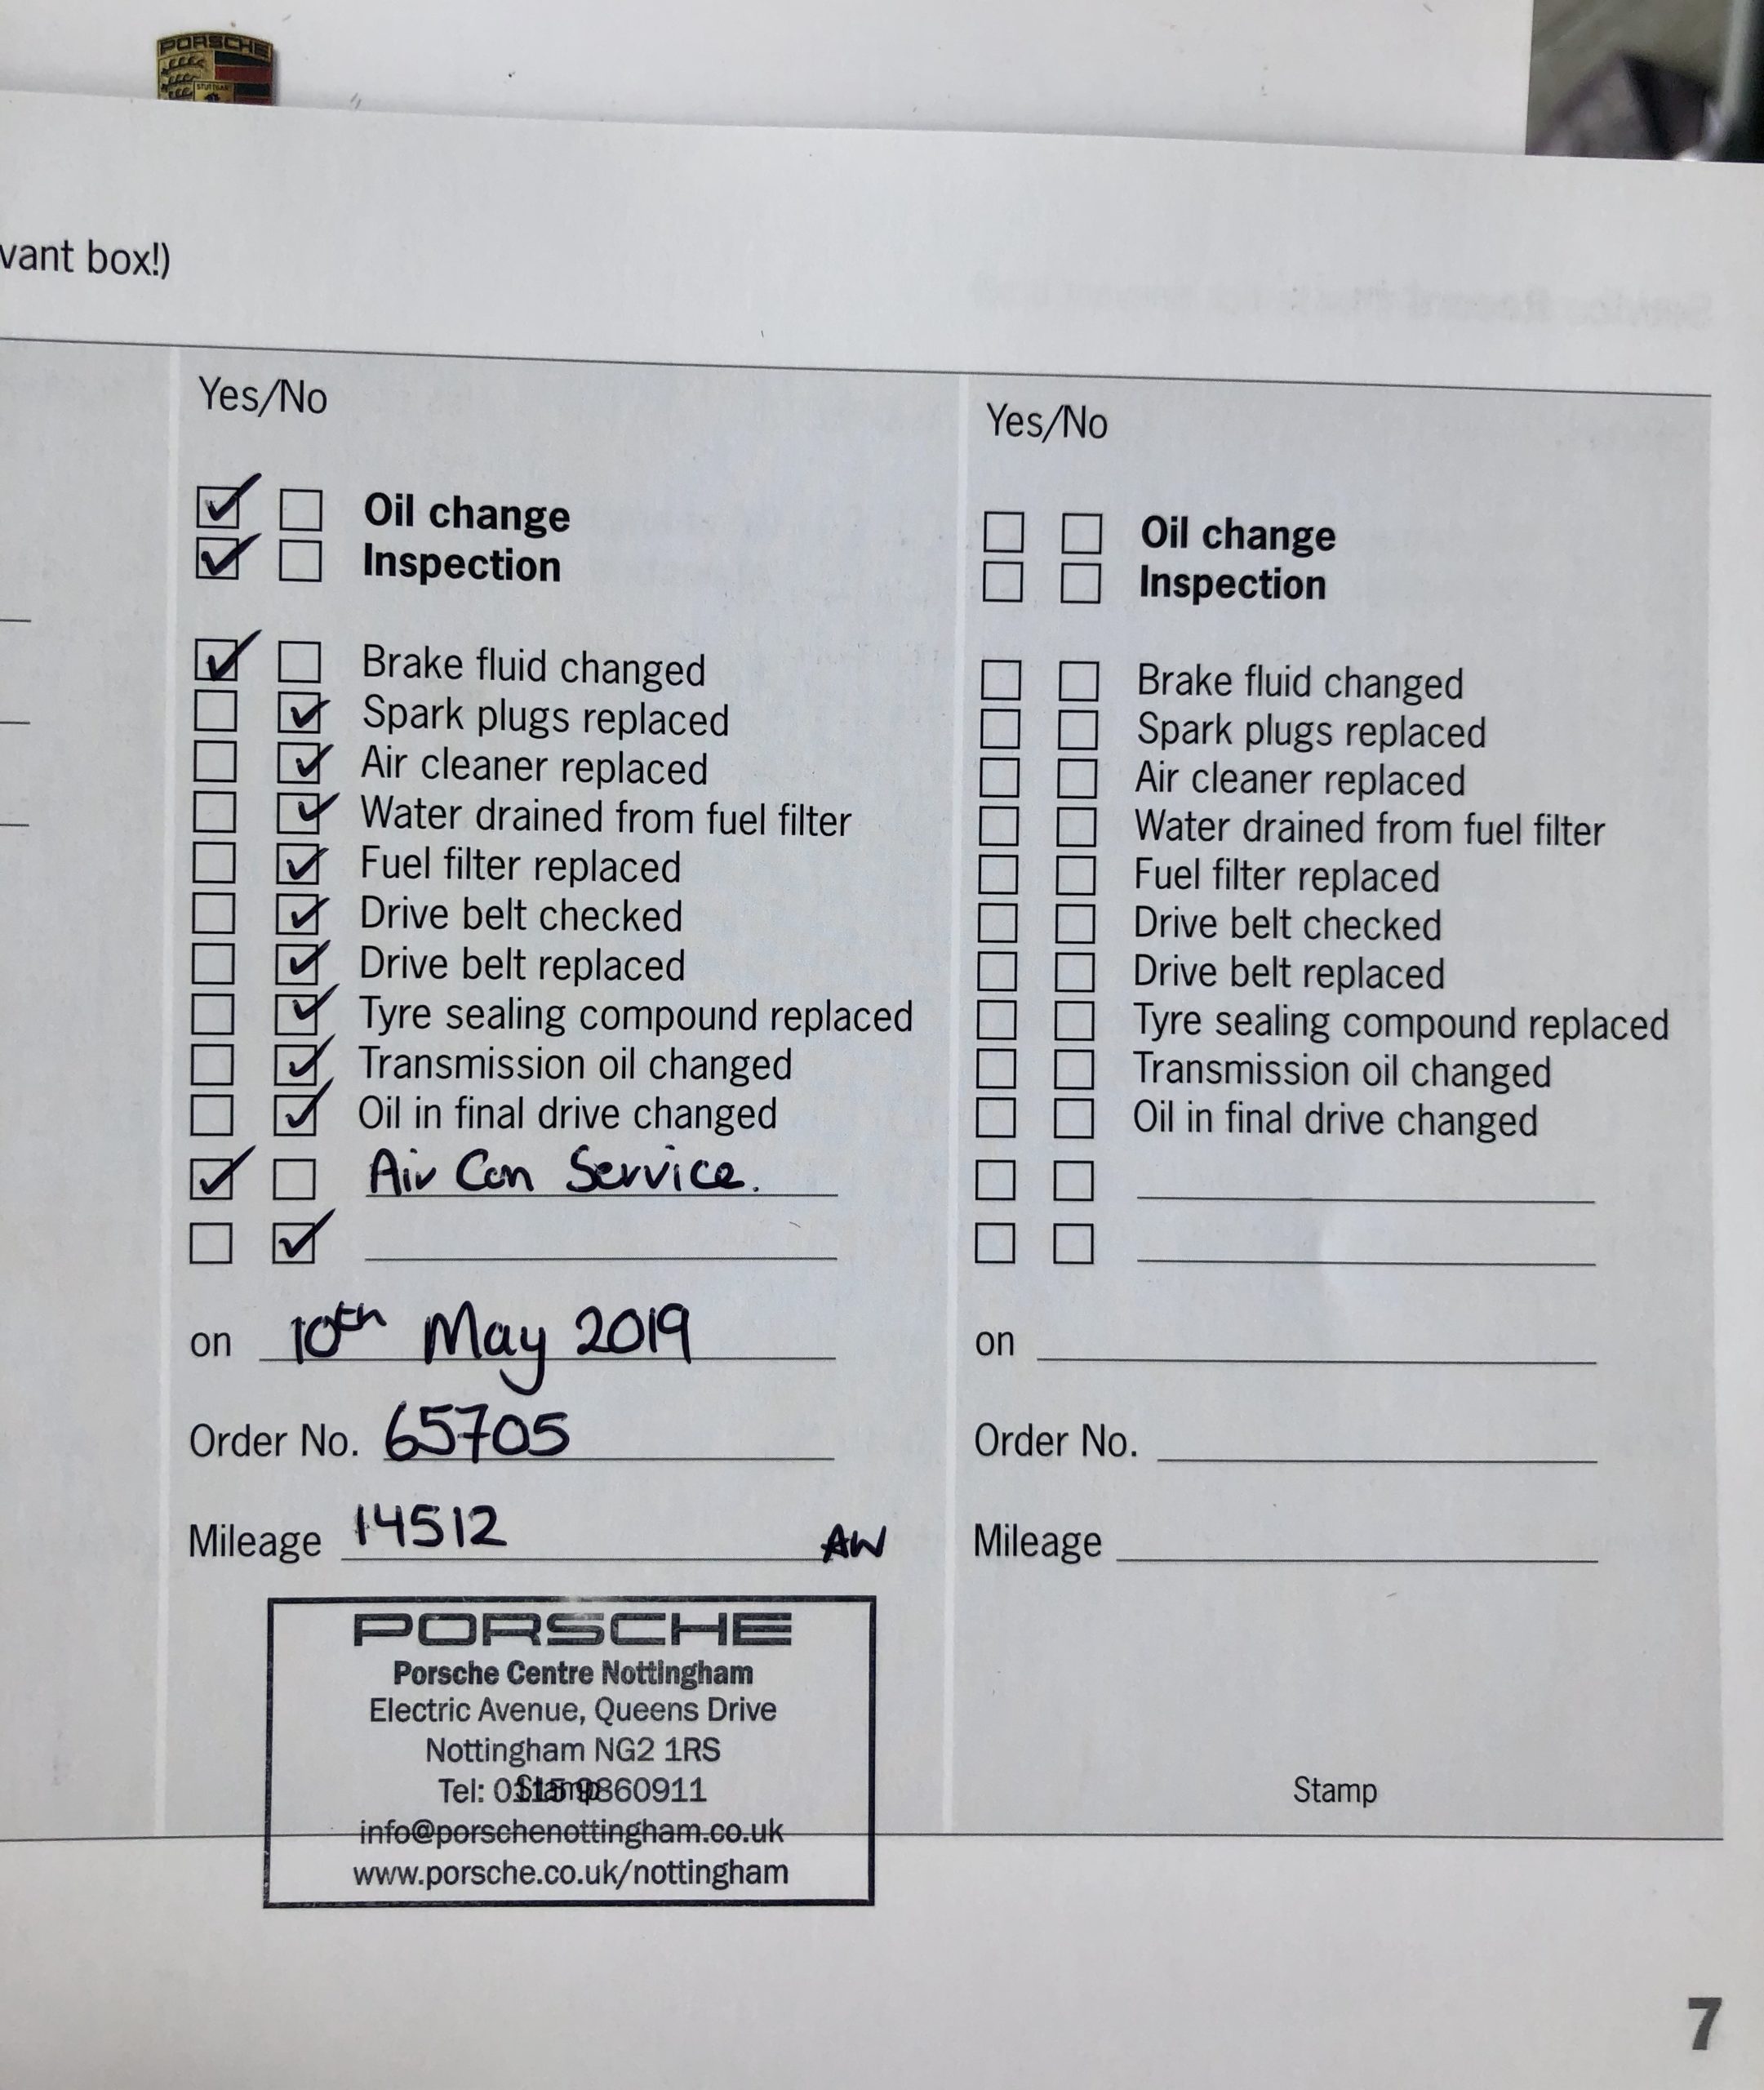 PORSCHE
STUTTGART
vant box!)
Yes/No
Oil change
Inspection
Brake fluid changed
Spark plugs replaced
Air cleaner replaced
Water drained from fuel filter
Fuel filter replaced
Drive belt checked
Drive belt replaced
Tyre sealing compound replaced
Transmission oil changed
Oil in final drive changed
Air Con Service.
on 10th May 2019
Order No. 65705
Mileage 14512 AW
PORSCHE
Porsche Centre Nottingham
Electric Avenue, Queens Drive
Nottingham NG2 1RS
Tel: 0115 9860911
Stamp
info@porschenottingham.co.uk
www.porsche.co.uk/nottingham
Yes/No
Oil change
Inspection
Brake fluid changed
Spark plugs replaced
Air cleaner replaced
Water drained from fuel filter
Fuel filter replaced
Drive belt checked
Drive belt replaced
Tyre sealing compound replaced
Transmission oil changed
Oil in final drive changed
on
Order No.
Mileage
Stamp
7